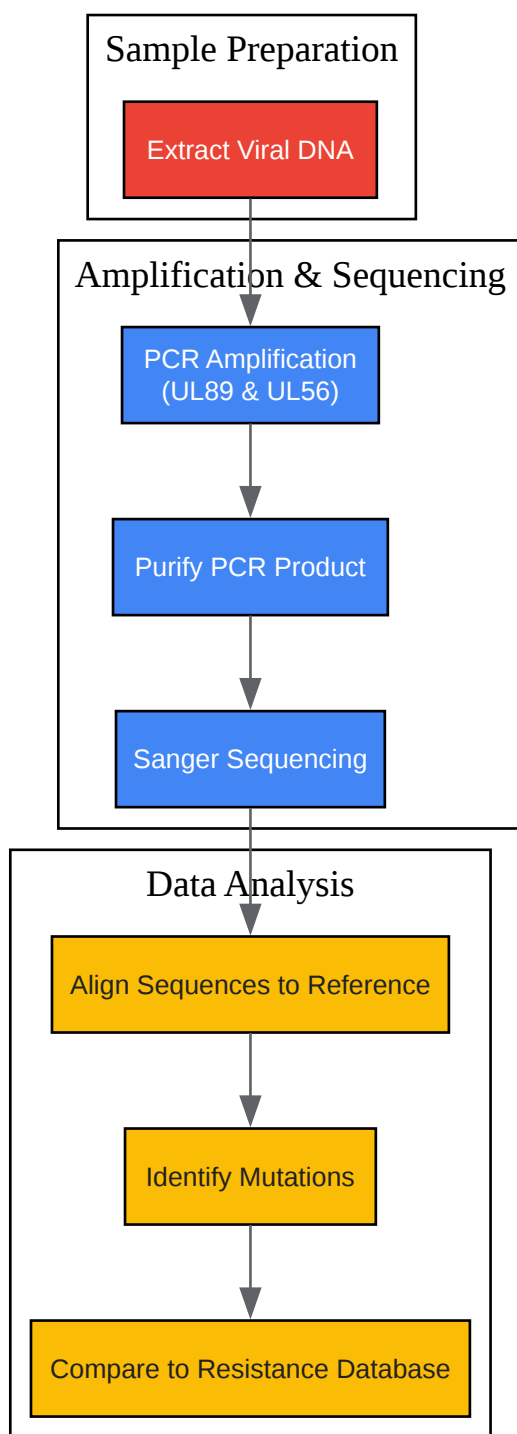 Sample Preparation
Extract Viral DNA
Amplification & Sequencing
PCR Amplification
(UL89 & UL56)
Purify PCR Product
Sanger Sequencing
Data Analysis
Align Sequences to Reference
Identify Mutations
Compare to Resistance Database